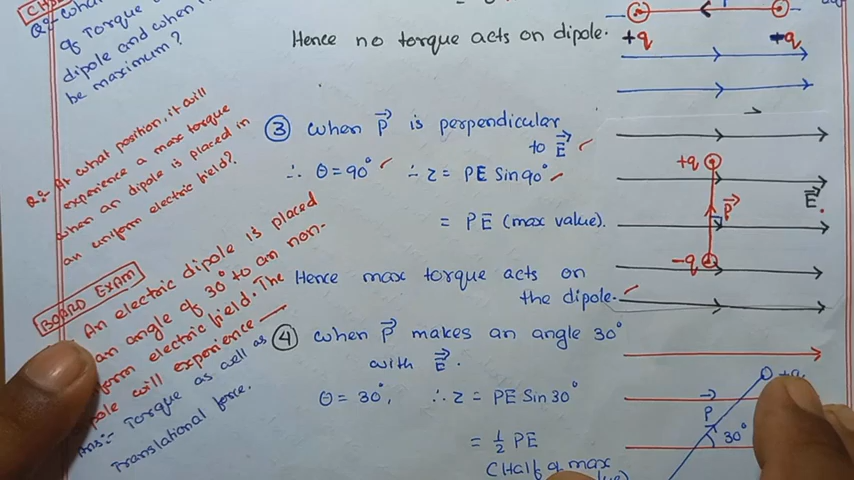 Q:- What
of Torque
dipole and when
be maximum?
Hence no torque acts on dipole.
+q
-q
Q:- At what position, it will
experience a max torque
when an dipole is placed in
an uniform electric field?
③ when P→ is perpendicular
to E→
∴ θ = 90° ✓ ∴ τ = PE Sin 90° ✓
= PE (max value).
Hence max torque acts on
the dipole.
+q
P→
E→
-q
BOARD EXAM
An electric dipole is placed
an angle of 30° to an non-
form electric field. The
pole will experience —
Ans:- Torque as well as
Translational force.
④ when P→ makes an angle 30°
with E→.
θ = 30°, ∴ τ = PE Sin 30°
= 1/2 PE
(Half of max
+q
P→
30°